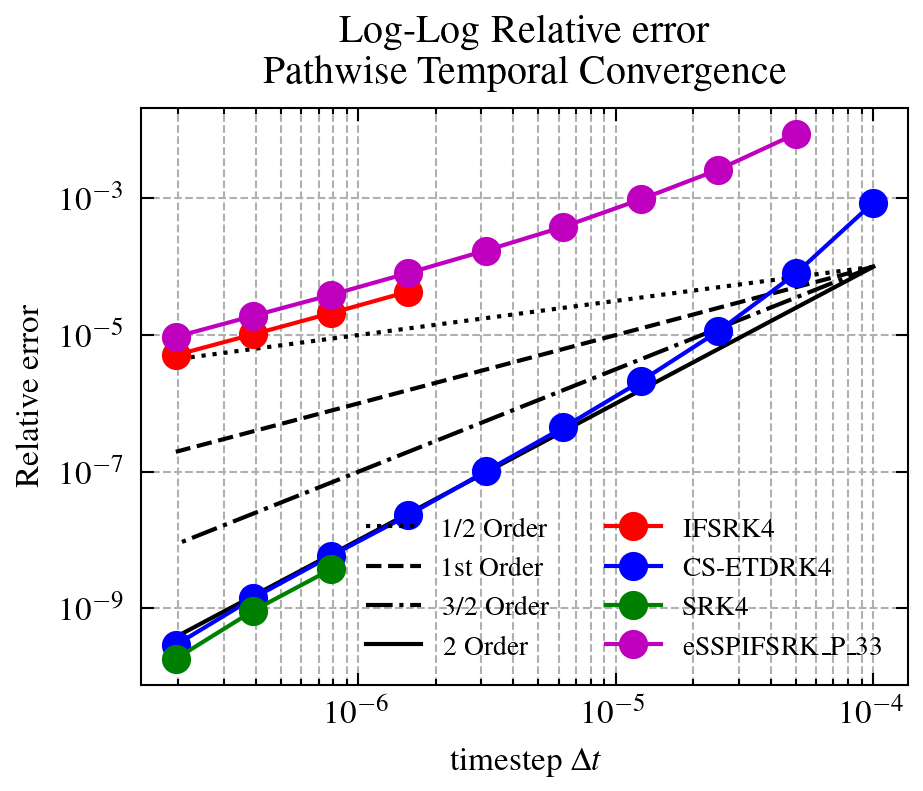 Log-Log Relative error
Pathwise Temporal Convergence
Relative error
10⁻³
10⁻⁵
10⁻⁷
10⁻⁹
1/2 Order
1st Order
3/2 Order
2 Order
IFSRK4
CS-ETDRK4
SRK4
eSSPIFSRK_P_33
10⁻⁶
10⁻⁵
10⁻⁴
timestep Δt